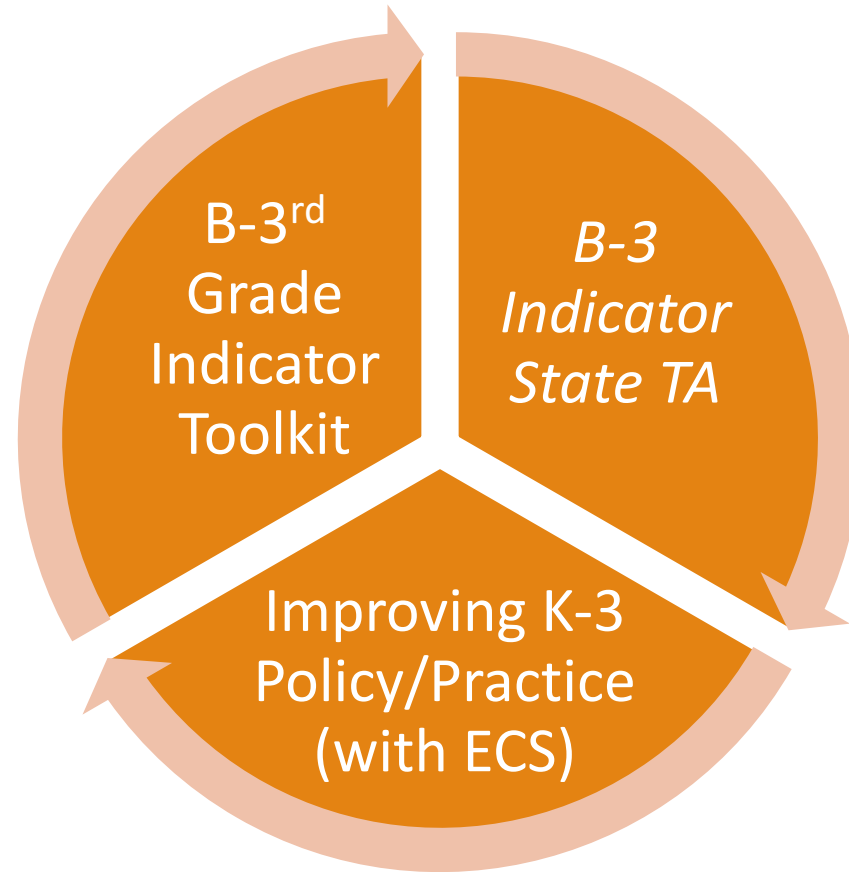 B-3rd
Grade
Indicator
Toolkit
B-3
Indicator
State TA
Improving K-3
Policy/Practice
(with ECS)